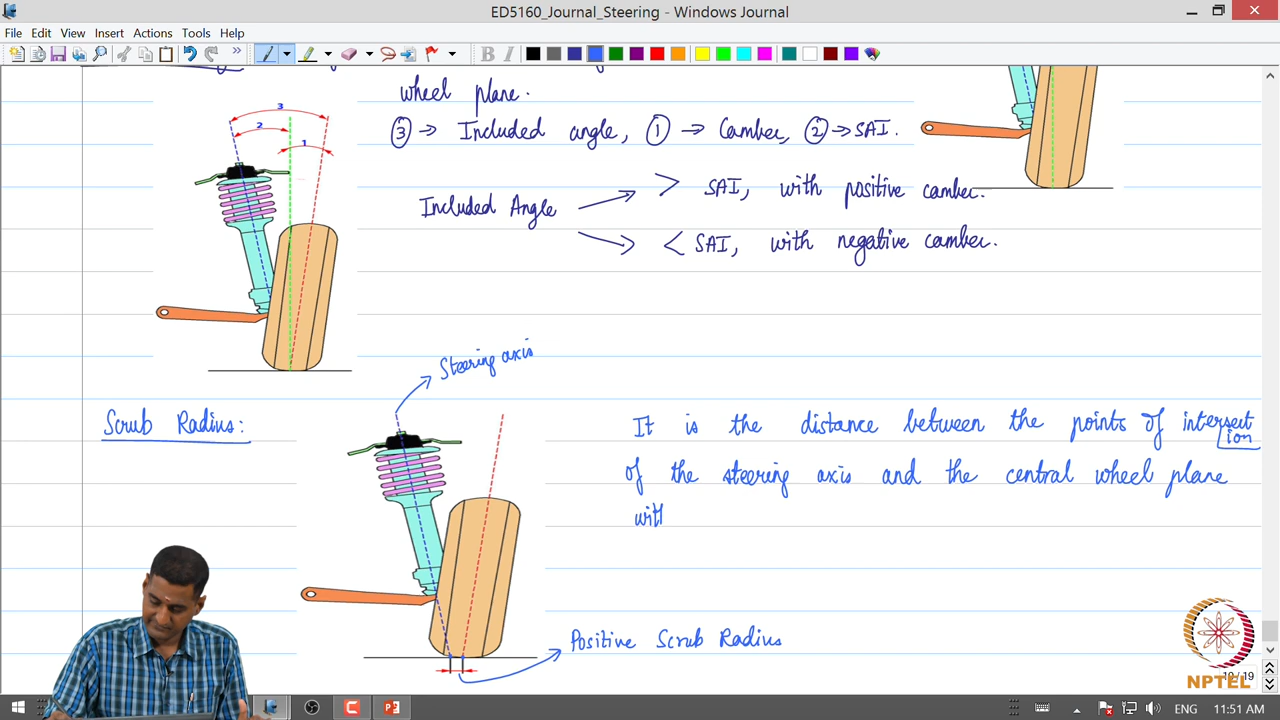 ED5160_Journal_Steering - Windows Journal
File Edit View Insert Actions Tools Help
wheel plane.
③ → Included angle, ① → Camber, ② → SAI.
3
2
1
Included Angle
> SAI, with positive camber.
< SAI, with negative camber.
Steering axis
Scrub Radius:
It is the distance between the points of intersection
of the steering axis and the central wheel plane
with
Positive Scrub Radius
NPTEL
19 / 19
ENG 11:51 AM